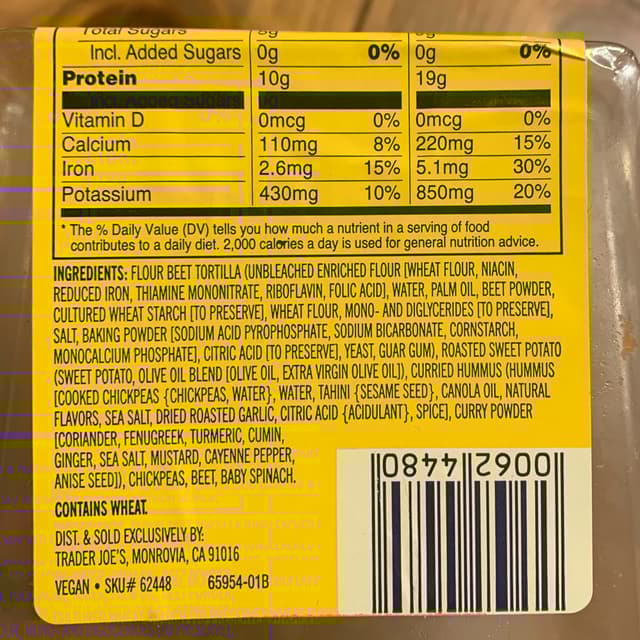 Total Sugars
Incl. Added Sugars 0g 0% 0g 0%
Protein 10g 19g
Vitamin D 0mcg 0% 0mcg 0%
Calcium 110mg 8% 220mg 15%
Iron 2.6mg 15% 5.1mg 30%
Potassium 430mg 10% 850mg 20%
* The % Daily Value (DV) tells you how much a nutrient in a serving of food
contributes to a daily diet. 2,000 calories a day is used for general nutrition advice.
INGREDIENTS: FLOUR BEET TORTILLA (UNBLEACHED ENRICHED FLOUR [WHEAT FLOUR, NIACIN,
REDUCED IRON, THIAMINE MONONITRATE, RIBOFLAVIN, FOLIC ACID], WATER, PALM OIL, BEET POWDER,
CULTURED WHEAT STARCH [TO PRESERVE], WHEAT FLOUR, MONO- AND DIGLYCERIDES [TO PRESERVE],
SALT, BAKING POWDER [SODIUM ACID PYROPHOSPHATE, SODIUM BICARBONATE, CORNSTARCH,
MONOCALCIUM PHOSPHATE], CITRIC ACID [TO PRESERVE], YEAST, GUAR GUM), ROASTED SWEET POTATO
(SWEET POTATO, OLIVE OIL BLEND [OLIVE OIL, EXTRA VIRGIN OLIVE OIL]), CURRIED HUMMUS (HUMMUS
[COOKED CHICKPEAS {CHICKPEAS, WATER}, WATER, TAHINI {SESAME SEED}, CANOLA OIL, NATURAL
FLAVORS, SEA SALT, DRIED ROASTED GARLIC, CITRIC ACID {ACIDULANT}, SPICE], CURRY POWDER
[CORIANDER, FENUGREEK, TURMERIC, CUMIN,
GINGER, SEA SALT, MUSTARD, CAYENNE PEPPER,
ANISE SEED]), CHICKPEAS, BEET, BABY SPINACH.
CONTAINS WHEAT.
DIST. & SOLD EXCLUSIVELY BY:
TRADER JOE'S, MONROVIA, CA 91016
VEGAN • SKU# 62448 65954-01B
0062 4480